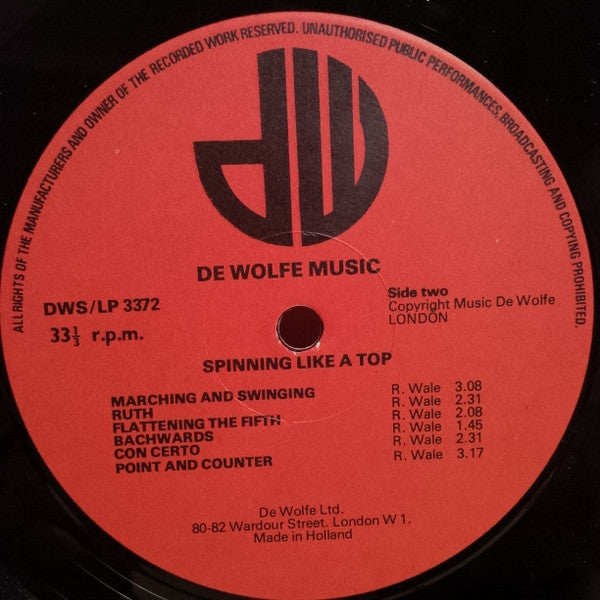 ALL RIGHTS OF THE MANUFACTURERS AND OWNER OF THE RECORDED WORK RESERVED. UNAUTHORISED PUBLIC PERFORMANCES, BROADCASTING AND COPYING PROHIBITED.
dW
DE WOLFE MUSIC
DWS/LP 3372
33⅓ r.p.m.
Side two
Copyright Music De Wolfe
LONDON
SPINNING LIKE A TOP
MARCHING AND SWINGING R. Wale 3.08
RUTH R. Wale 2.31
FLATTENING THE FIFTH R. Wale 2.08
BACHWARDS R. Wale 1.45
CON CERTO R. Wale 2.31
POINT AND COUNTER R. Wale 3.17
De Wolfe Ltd.
80-82 Wardour Street. London W 1.
Made in Holland